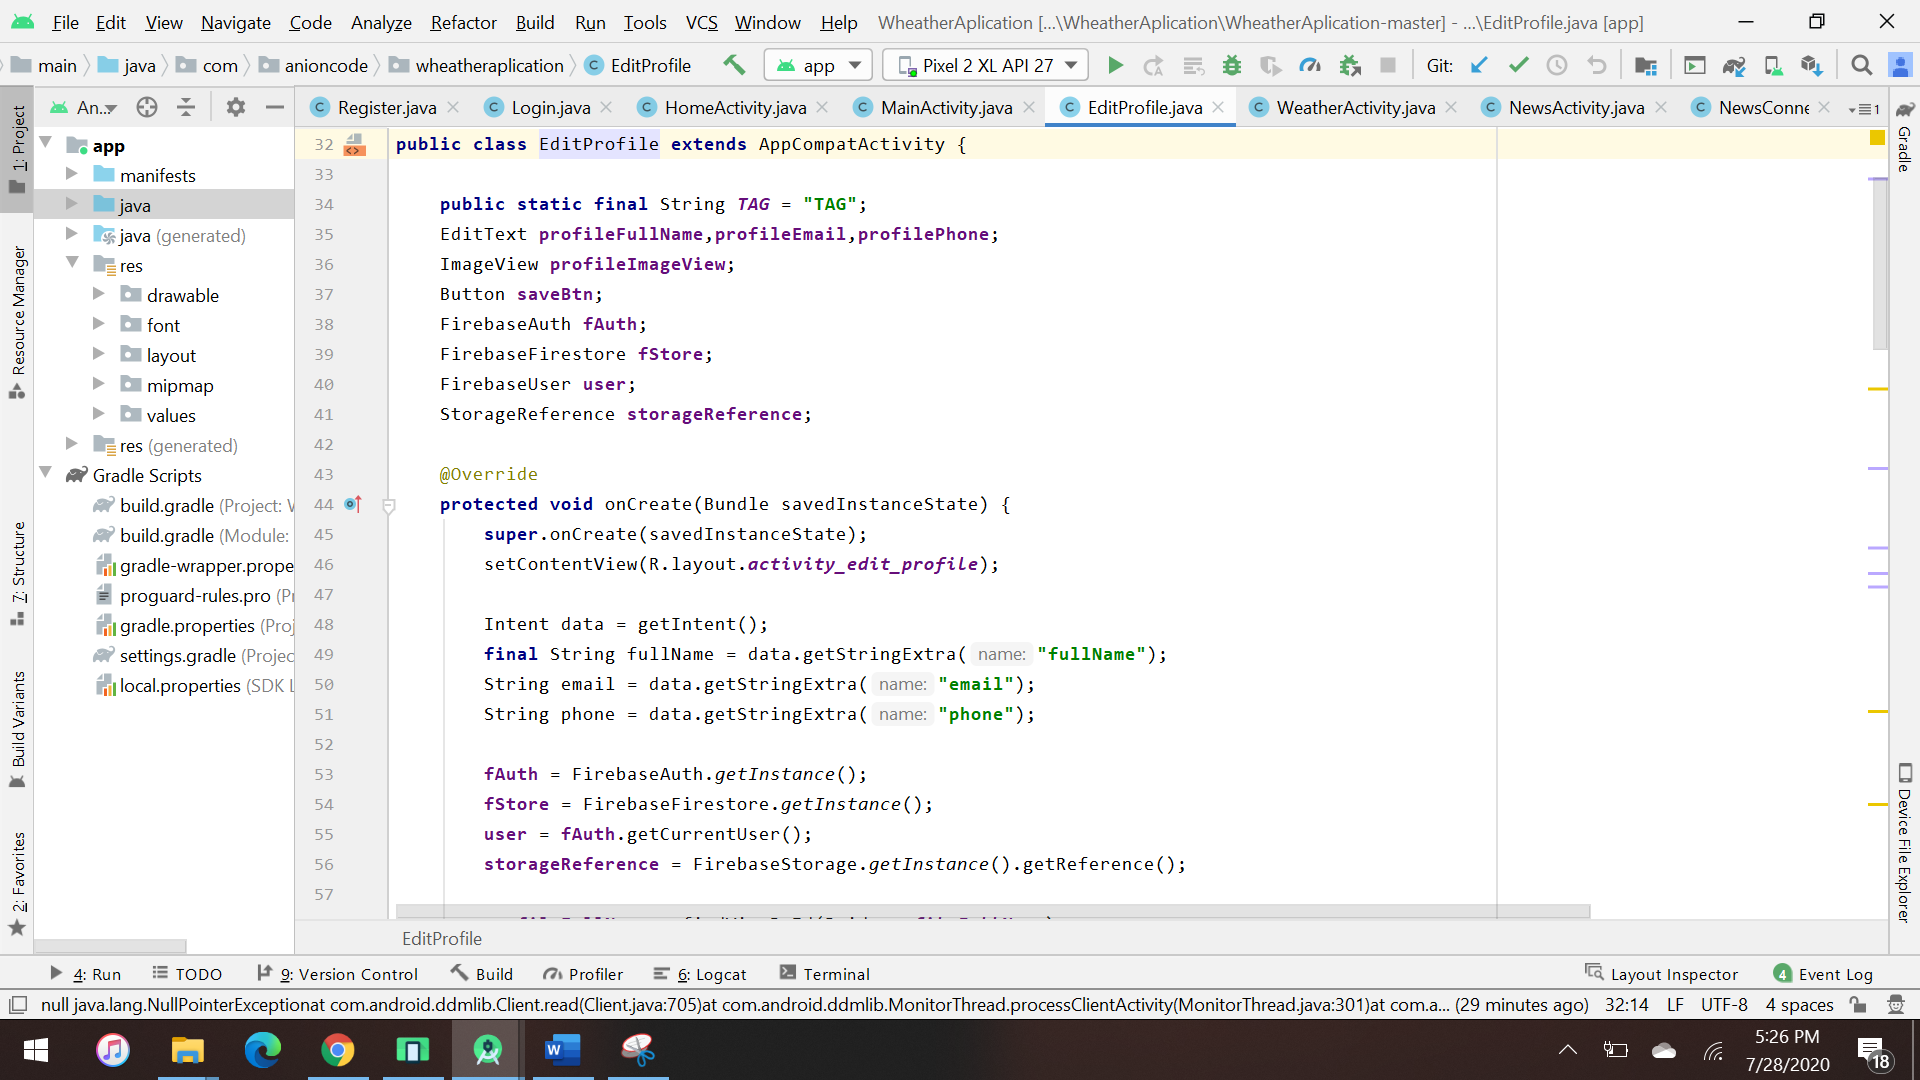 File Edit View Navigate Code Analyze Refactor Build Run Tools VCS Window Help WheatherAplication [...\WheatherAplication\WheatherAplication-master] - ...\EditProfile.java [app]
main java com anioncode wheatheraplication EditProfile app Pixel 2 XL API 27 Git:
An... Register.java Login.java HomeActivity.java MainActivity.java EditProfile.java WeatherActivity.java NewsActivity.java NewsConne 1
1: Project
Resource Manager
7: Structure
Build Variants
2: Favorites
app
manifests
java
java (generated)
res
drawable
font
layout
mipmap
values
res (generated)
Gradle Scripts
build.gradle (Project: W
build.gradle (Module:
gradle-wrapper.prope
proguard-rules.pro (Pr
gradle.properties (Proj
settings.gradle (Projec
local.properties (SDK L
32 public class EditProfile extends AppCompatActivity {
33
34 public static final String TAG = "TAG";
35 EditText profileFullName,profileEmail,profilePhone;
36 ImageView profileImageView;
37 Button saveBtn;
38 FirebaseAuth fAuth;
39 FirebaseFirestore fStore;
40 FirebaseUser user;
41 StorageReference storageReference;
42
43 @Override
44 protected void onCreate(Bundle savedInstanceState) {
45 super.onCreate(savedInstanceState);
46 setContentView(R.layout.activity_edit_profile);
47
48 Intent data = getIntent();
49 final String fullName = data.getStringExtra( name: "fullName");
50 String email = data.getStringExtra( name: "email");
51 String phone = data.getStringExtra( name: "phone");
52
53 fAuth = FirebaseAuth.getInstance();
54 fStore = FirebaseFirestore.getInstance();
55 user = fAuth.getCurrentUser();
56 storageReference = FirebaseStorage.getInstance().getReference();
57
EditProfile
Gradle
Device File Explorer
4: Run TODO 9: Version Control Build Profiler 6: Logcat Terminal Layout Inspector 4 Event Log
null java.lang.NullPointerExceptionat com.android.ddmlib.Client.read(Client.java:705)at com.android.ddmlib.MonitorThread.processClientActivity(MonitorThread.java:301)at com.a... (29 minutes ago) 32:14 LF UTF-8 4 spaces
W
5:26 PM
7/28/2020
18